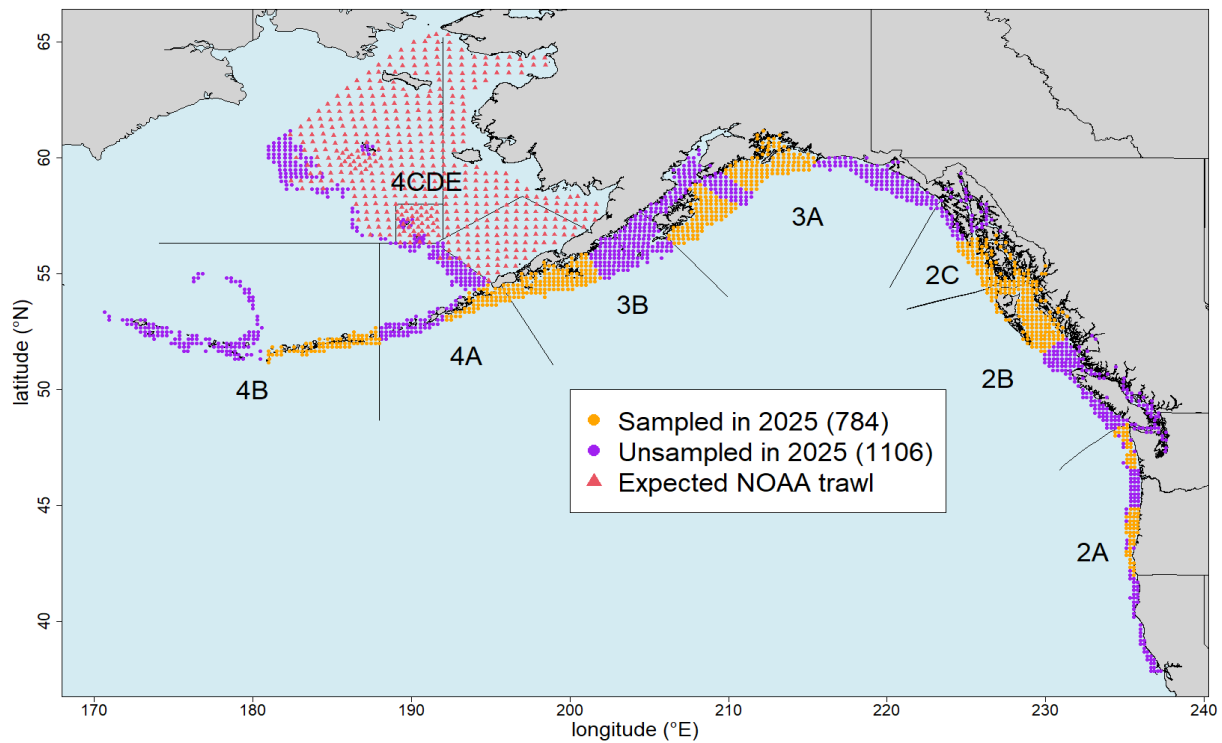 65
60
55
50
45
40
latitude (°N)
4CDE
3A
2C
3B
4A
4B
2B
2A
Sampled in 2025 (784)
Unsampled in 2025 (1106)
Expected NOAA trawl
170
180
190
200
210
220
230
240
longitude (°E)